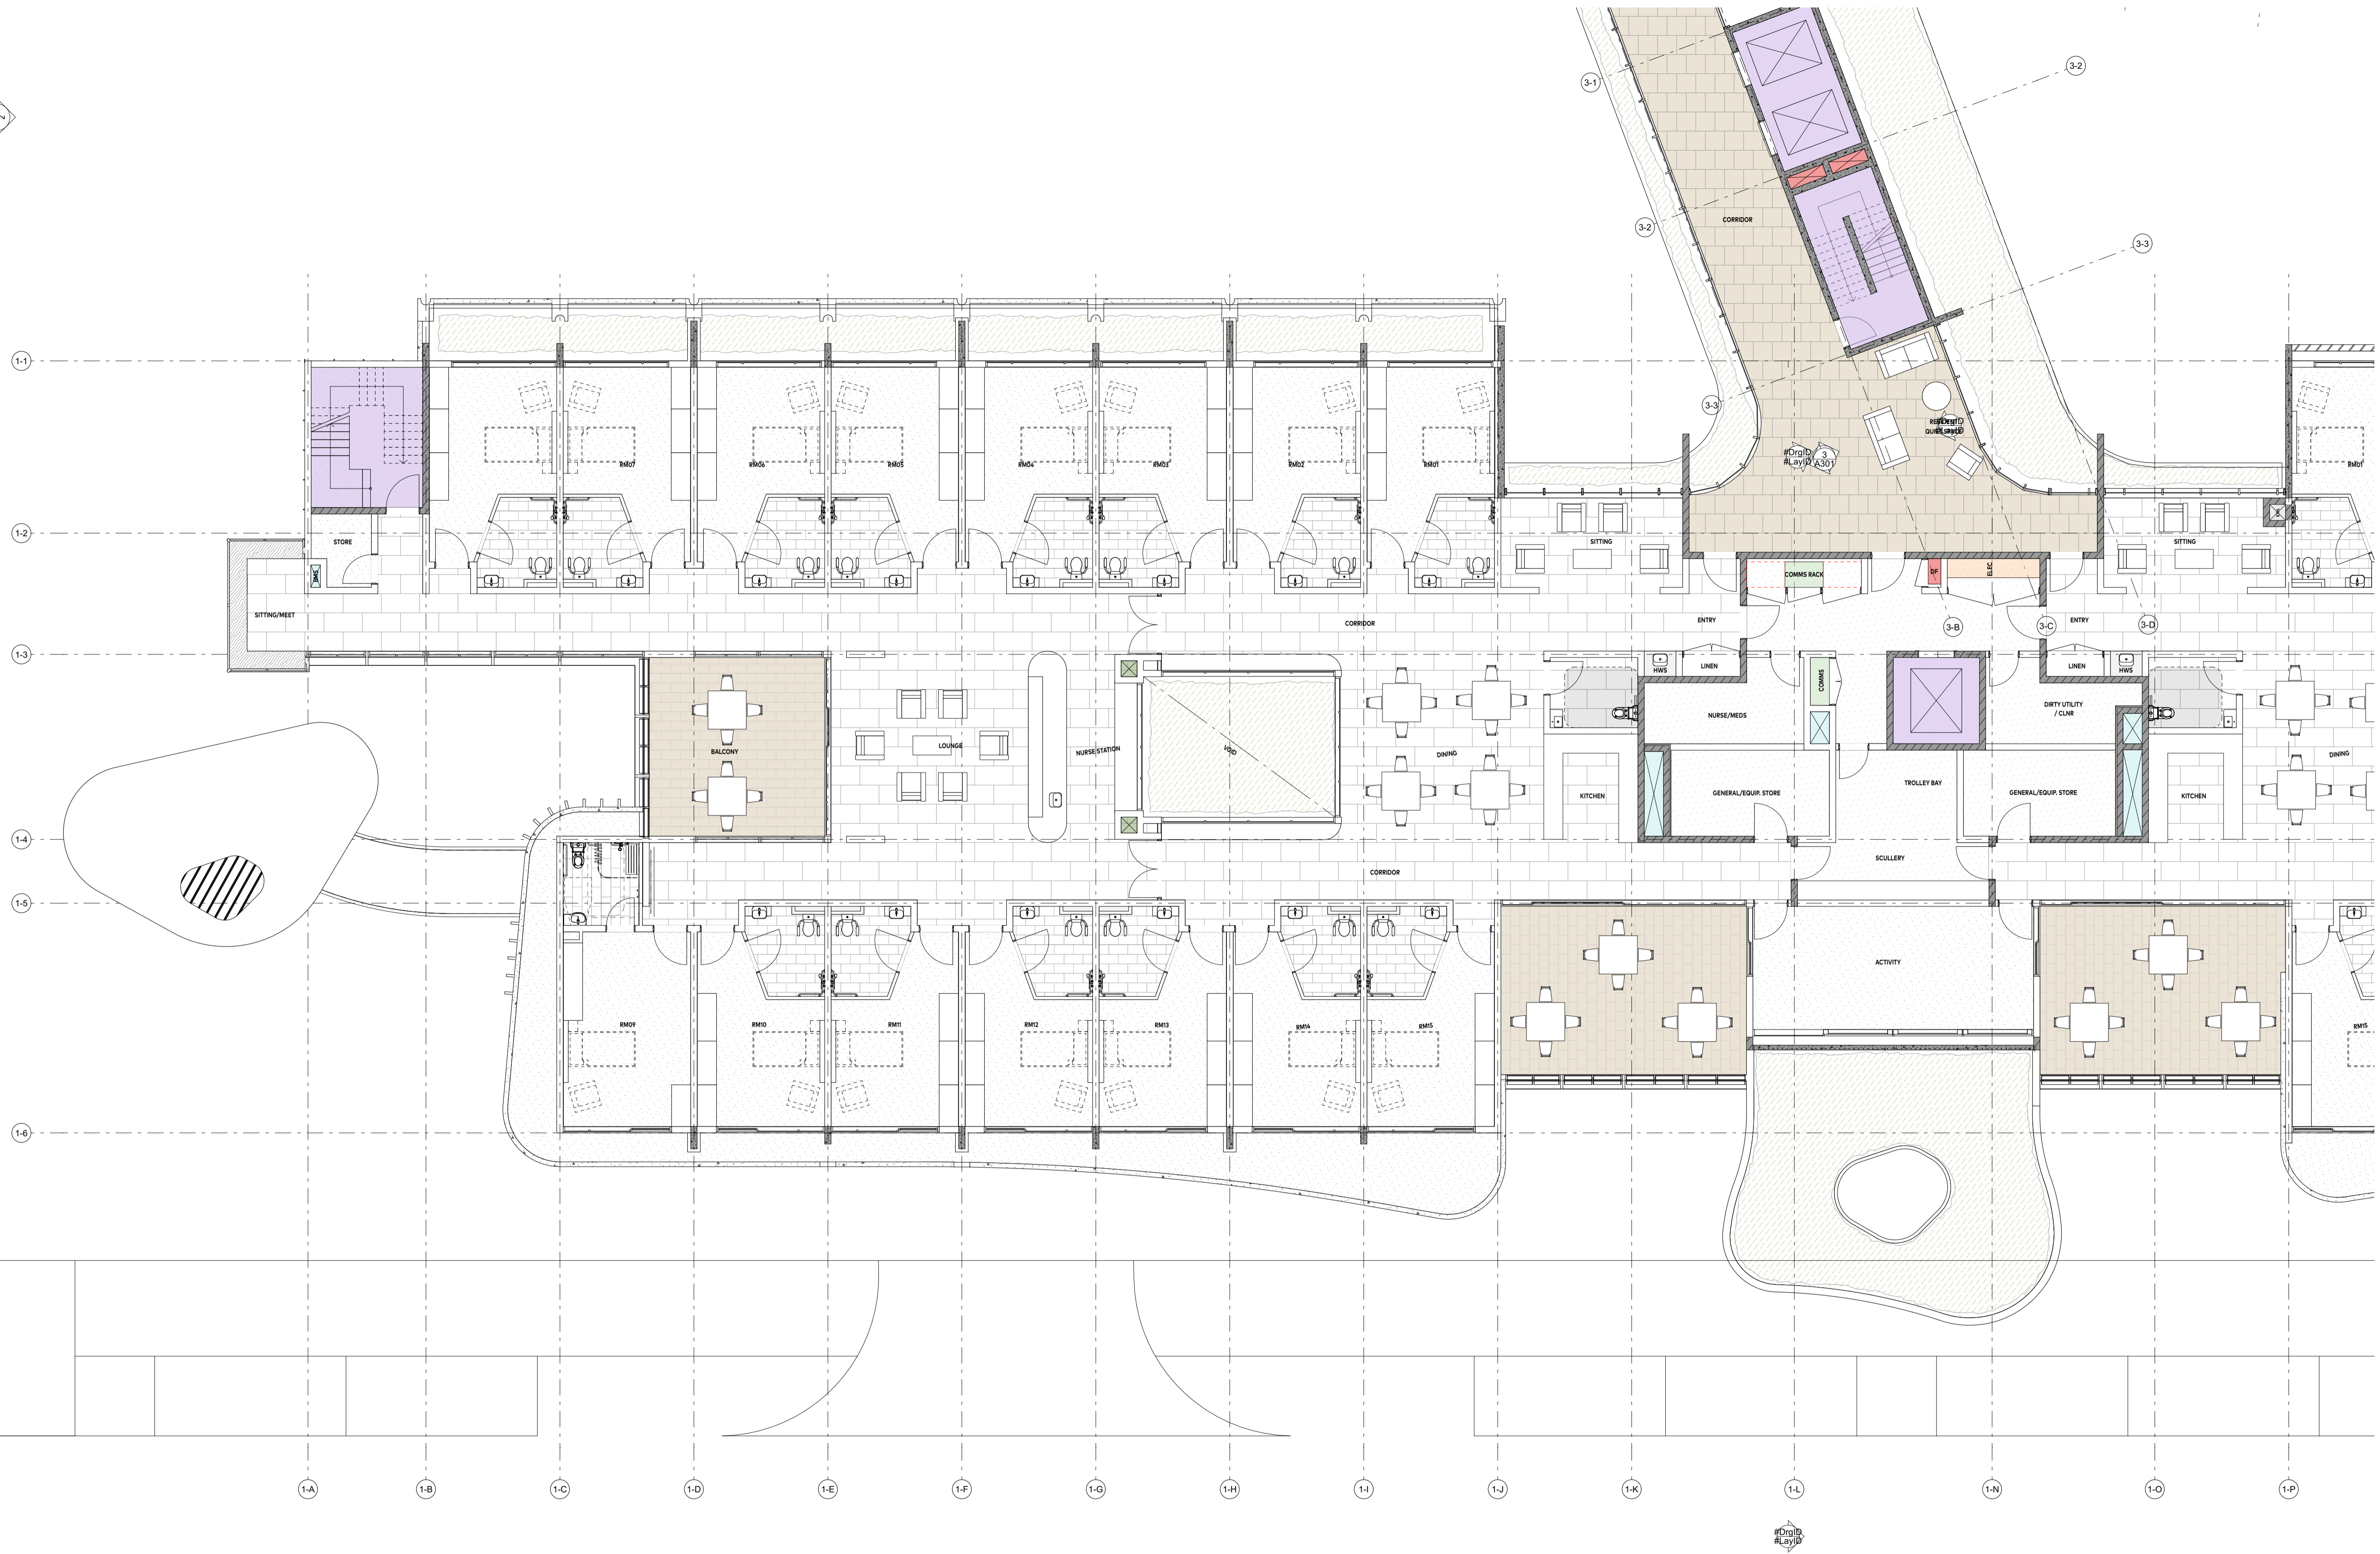 2
3-1
3-2
CORRIDOR
3-2
3-3
1-1
3-3
#DrgID
#LayID
3
A301
RM07
RM06
RM05
RM04
RM03
RM02
RM01
RM01
1-2
STORE
SITTING
SITTING
BMS
COMMS RACK
DF
ELEC
SITTING/MEET
CORRIDOR
ENTRY
3-B
3-C
ENTRY
3-D
1-3
HWS
LINEN
COMMS
LINEN
HWS
NURSE/MEDS
DIRTY UTILITY
/ CLNR
BALCONY
LOUNGE
NURSE STATION
VOID
DINING
DINING
TROLLEY BAY
KITCHEN
GENERAL/EQUIP. STORE
GENERAL/EQUIP. STORE
KITCHEN
1-4
SCULLERY
CORRIDOR
1-5
ACTIVITY
RM09
RM10
RM11
RM12
RM13
RM14
RM15
RM15
1-6
1-A
1-B
1-C
1-D
1-E
1-F
1-G
1-H
1-I
1-J
1-K
1-L
1-N
1-O
1-P
#DrgID
#LayID